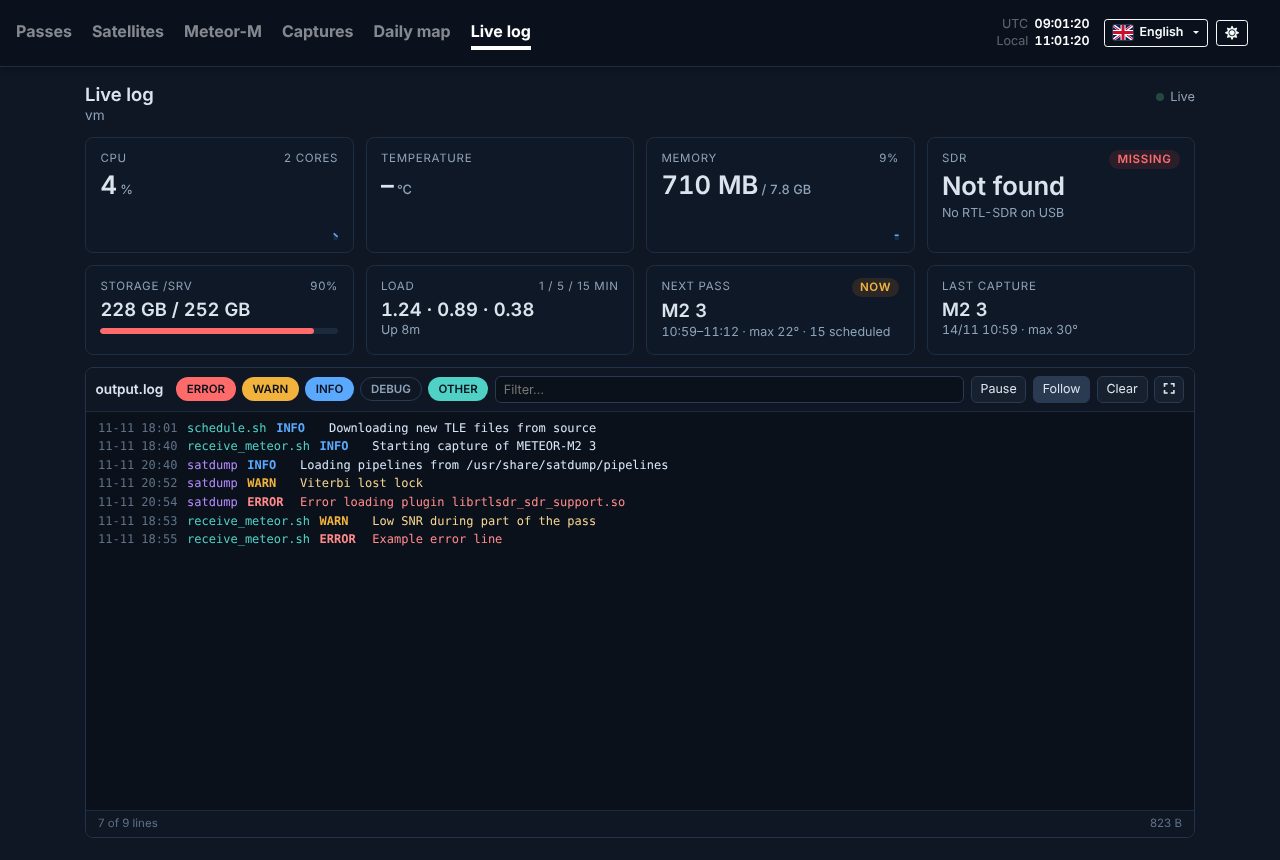 Passes Satellites Meteor-M Captures Daily map Live log
UTC 09:01:20
Local 11:01:20
English
Live log
Live
vm
CPU 2 CORES
4 %
TEMPERATURE
– °C
MEMORY 9%
710 MB / 7.8 GB
SDR MISSING
Not found
No RTL-SDR on USB
STORAGE /SRV 90%
228 GB / 252 GB
LOAD 1 / 5 / 15 MIN
1.24 · 0.89 · 0.38
Up 8m
NEXT PASS NOW
M2 3
10:59–11:12 · max 22° · 15 scheduled
LAST CAPTURE
M2 3
14/11 10:59 · max 30°
output.log ERROR WARN INFO DEBUG OTHER Filter... Pause Follow Clear
11-11 18:01 schedule.sh INFO Downloading new TLE files from source
11-11 18:40 receive_meteor.sh INFO Starting capture of METEOR-M2 3
11-11 20:40 satdump INFO Loading pipelines from /usr/share/satdump/pipelines
11-11 20:52 satdump WARN Viterbi lost lock
11-11 20:54 satdump ERROR Error loading plugin librtlsdr_sdr_support.so
11-11 18:53 receive_meteor.sh WARN Low SNR during part of the pass
11-11 18:55 receive_meteor.sh ERROR Example error line
7 of 9 lines 823 B